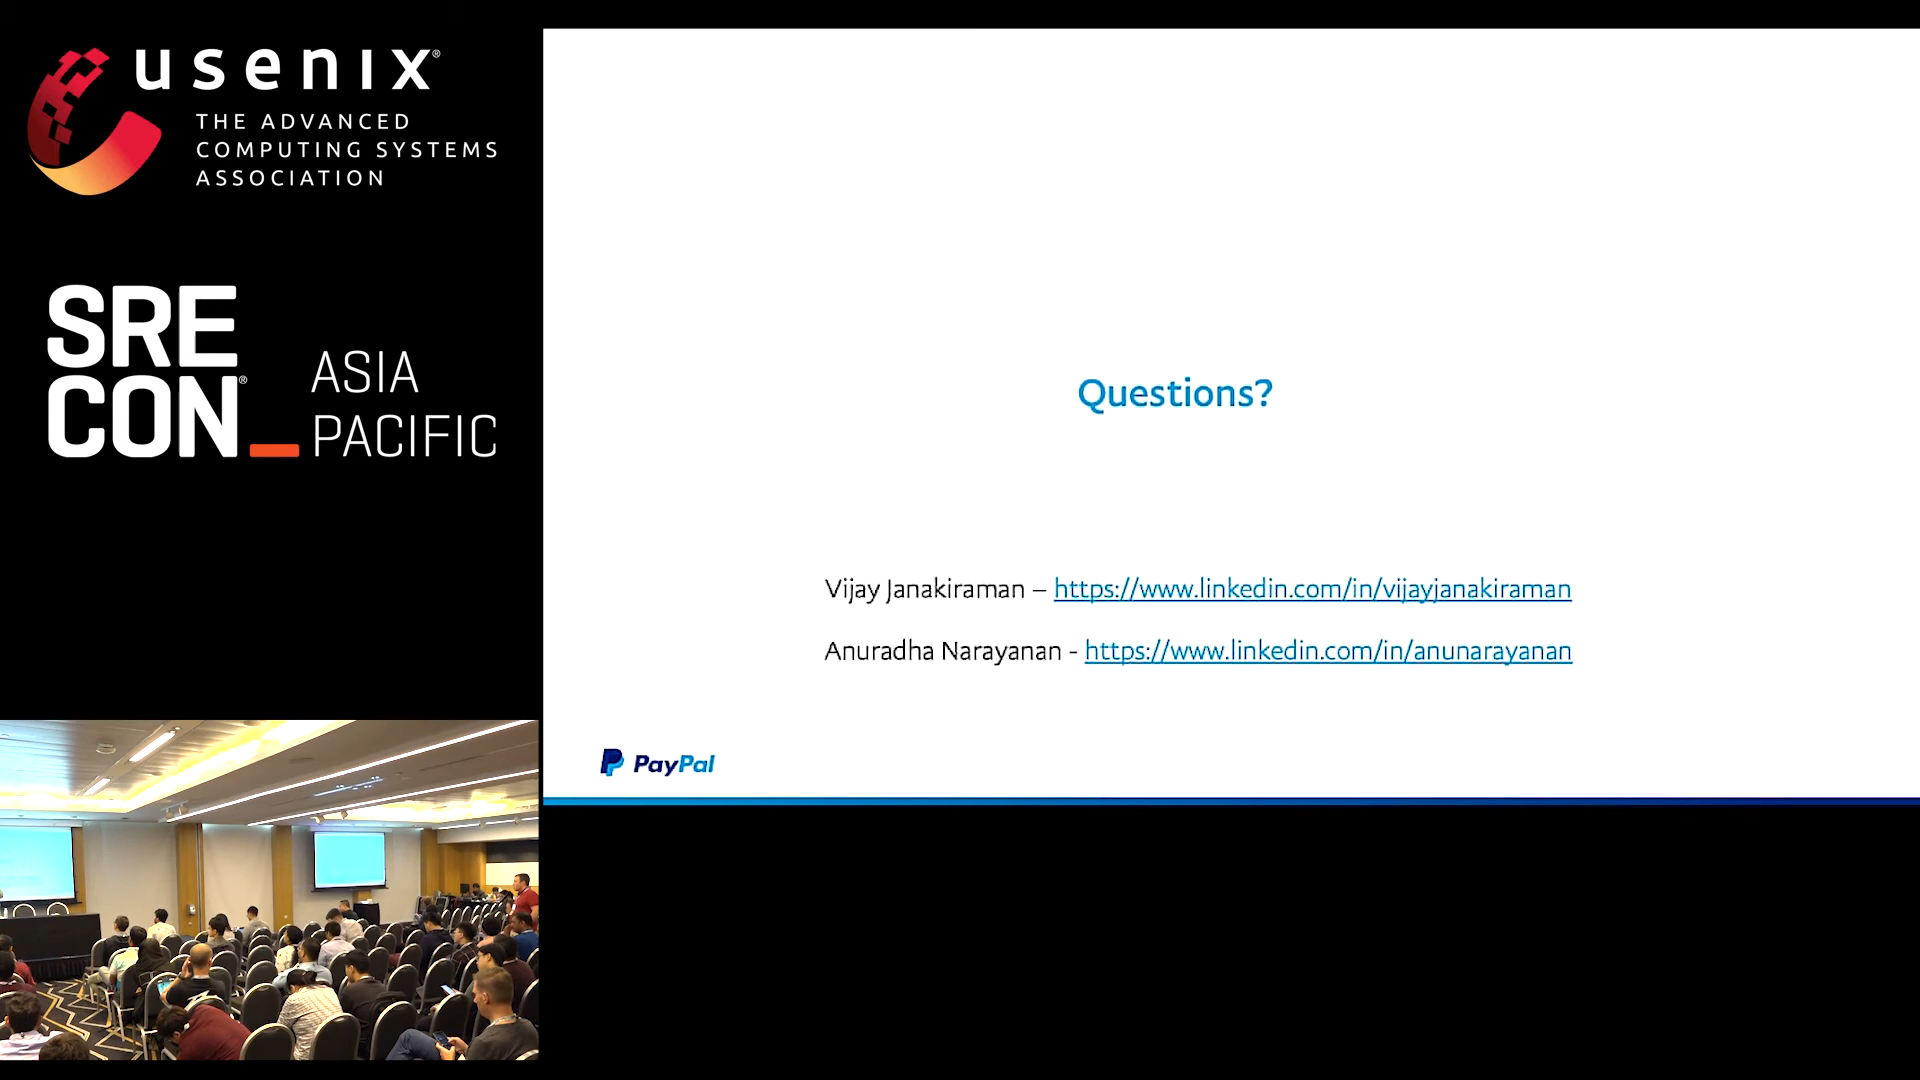 usenix®
THE ADVANCED
COMPUTING SYSTEMS
ASSOCIATION
SRE
CON®
ASIA
PACIFIC
Questions?
Vijay Janakiraman – https://www.linkedin.com/in/vijayjanakiraman
Anuradha Narayanan - https://www.linkedin.com/in/anunarayanan
PayPal